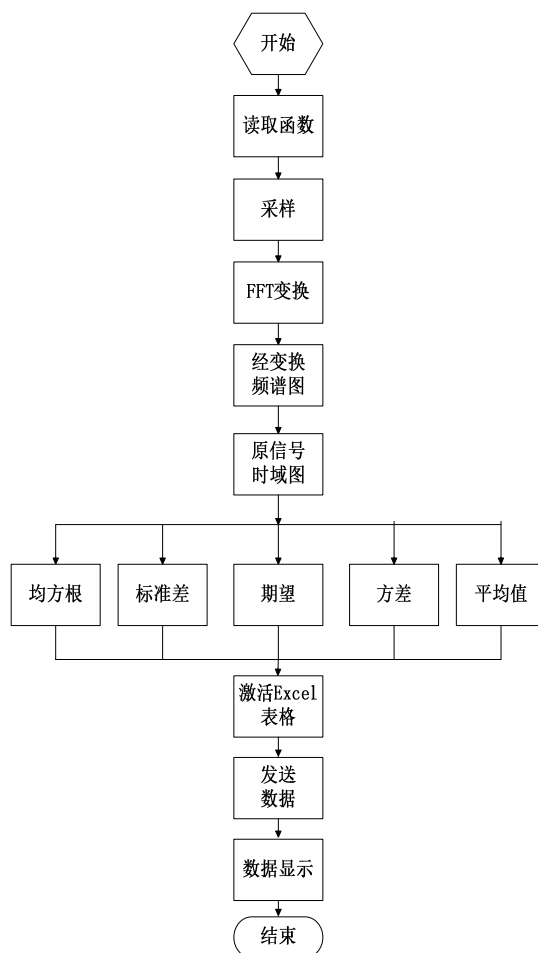 开始
读取函数
采样
FFT变换
经变换
频谱图
原信号
时域图
均方根
标准差
期望
方差
平均值
激活Excel
表格
发送
数据
数据显示
结束